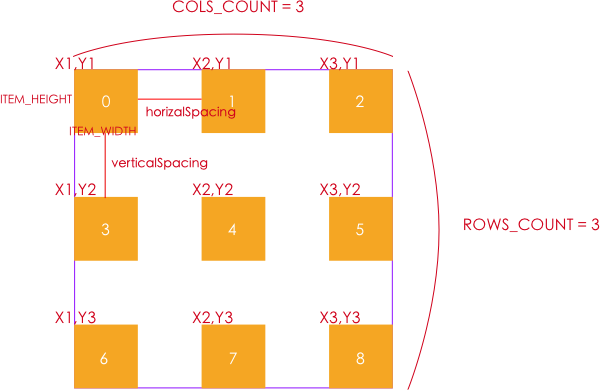 COLS_COUNT = 3
X1,Y1 X2,Y1 X3,Y1
ITEM_HEIGHT 0 1 2
horizalSpacing
ITEM_WIDTH
verticalSpacing
X1,Y2 X2,Y2 X3,Y2
ROWS_COUNT = 3
3 4 5
X1,Y3 X2,Y3 X3,Y3
6 7 8